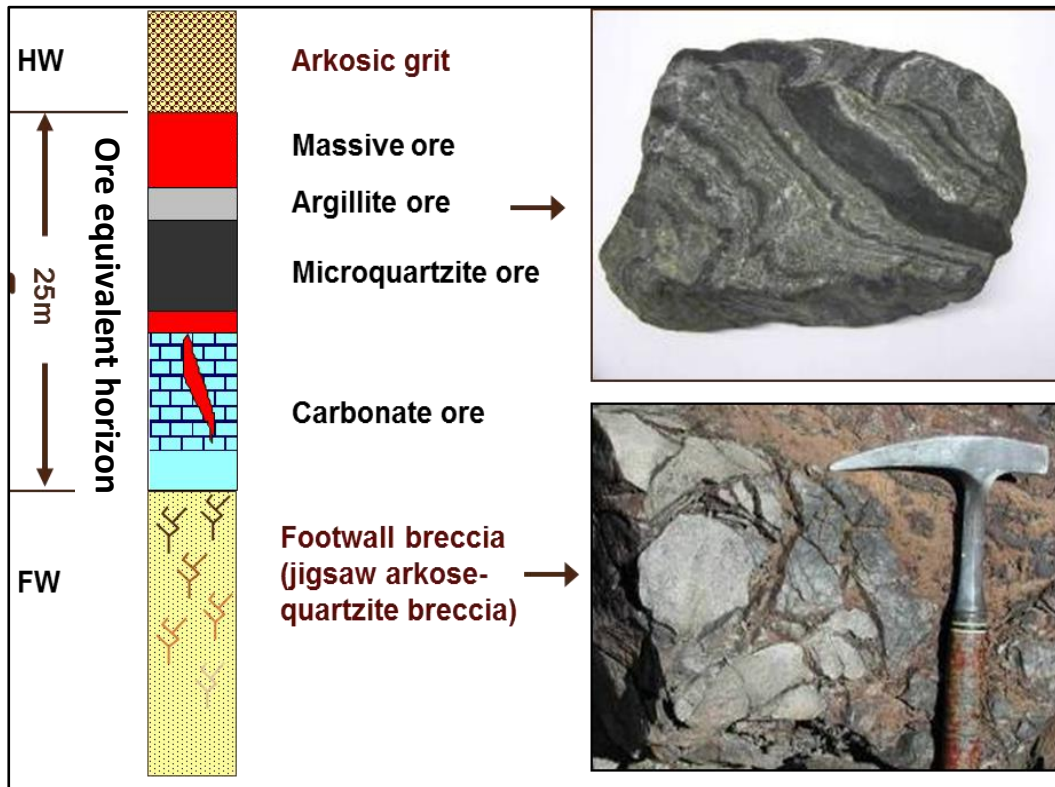 HW
Arkosic grit
Ore equivalent horizon
25m
Massive ore
Argillite ore
Microquartzite ore
Carbonate ore
FW
Footwall breccia
(jigsaw arkose-
quartzite breccia)